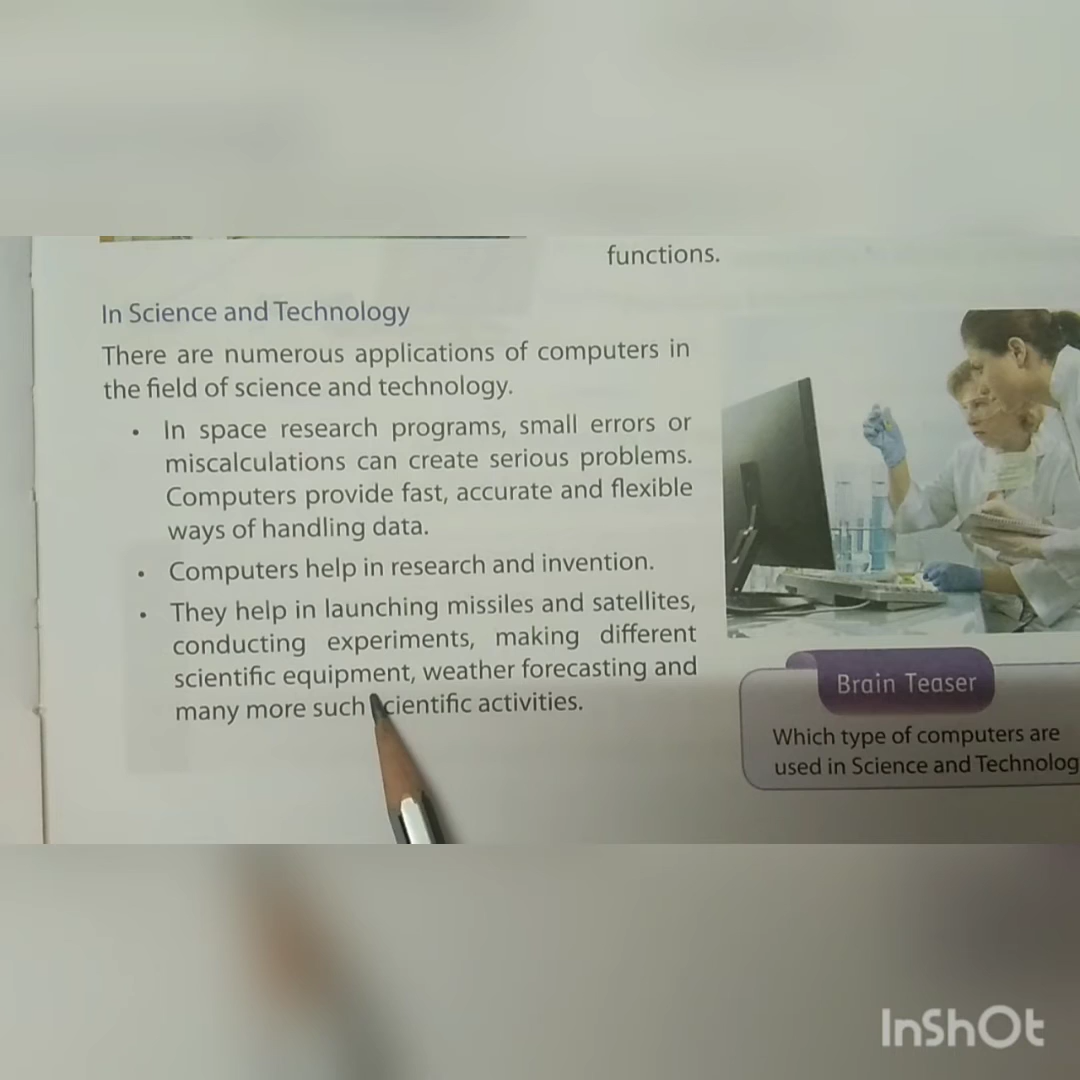 functions.
In Science and Technology
There are numerous applications of computers in
the field of science and technology.
• In space research programs, small errors or
miscalculations can create serious problems.
Computers provide fast, accurate and flexible
ways of handling data.
• Computers help in research and invention.
• They help in launching missiles and satellites,
conducting experiments, making different
scientific equipment, weather forecasting and
many more such scientific activities.
Brain Teaser
Which type of computers are
used in Science and Technolog
InShOt